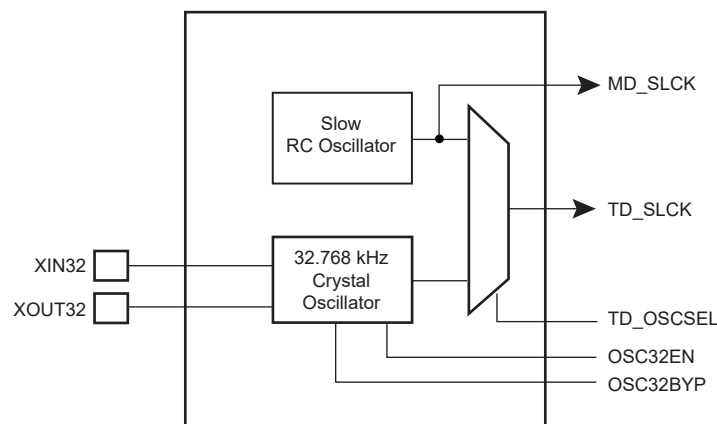 MD_SLCK
Slow
RC Oscillator
TD_SLCK
XIN32
32.768 kHz
Crystal
Oscillator
XOUT32
TD_OSCSEL
OSC32EN
OSC32BYP